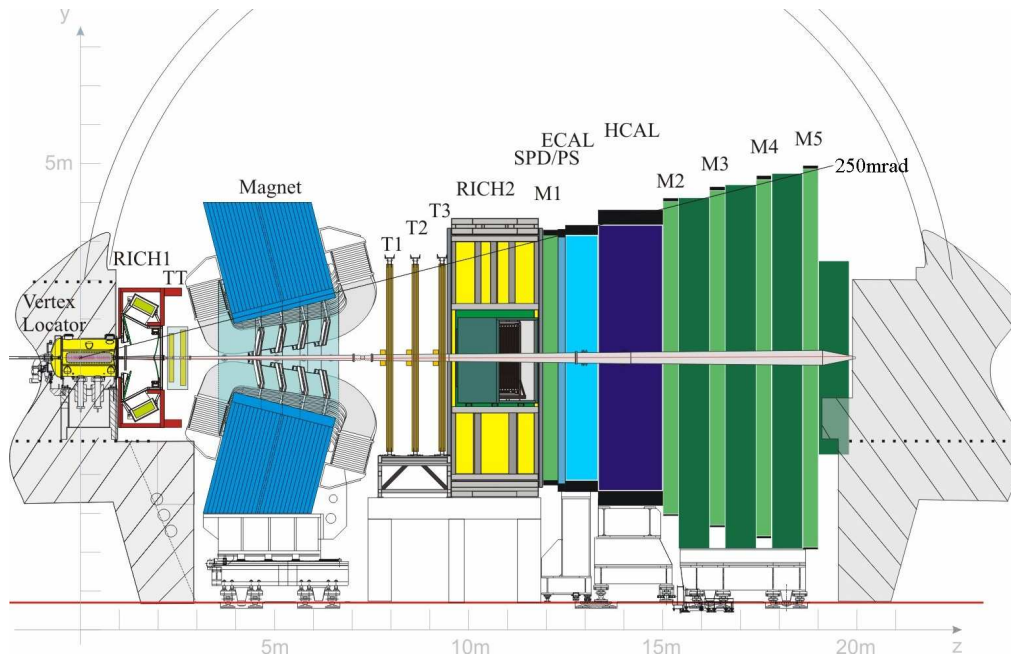 y
5m
Vertex
Locator
RICH1
TT
Magnet
T1
T2
T3
RICH2
M1
SPD/PS
ECAL
HCAL
M2
M3
M4
M5
250mrad
5m
10m
15m
20m
z